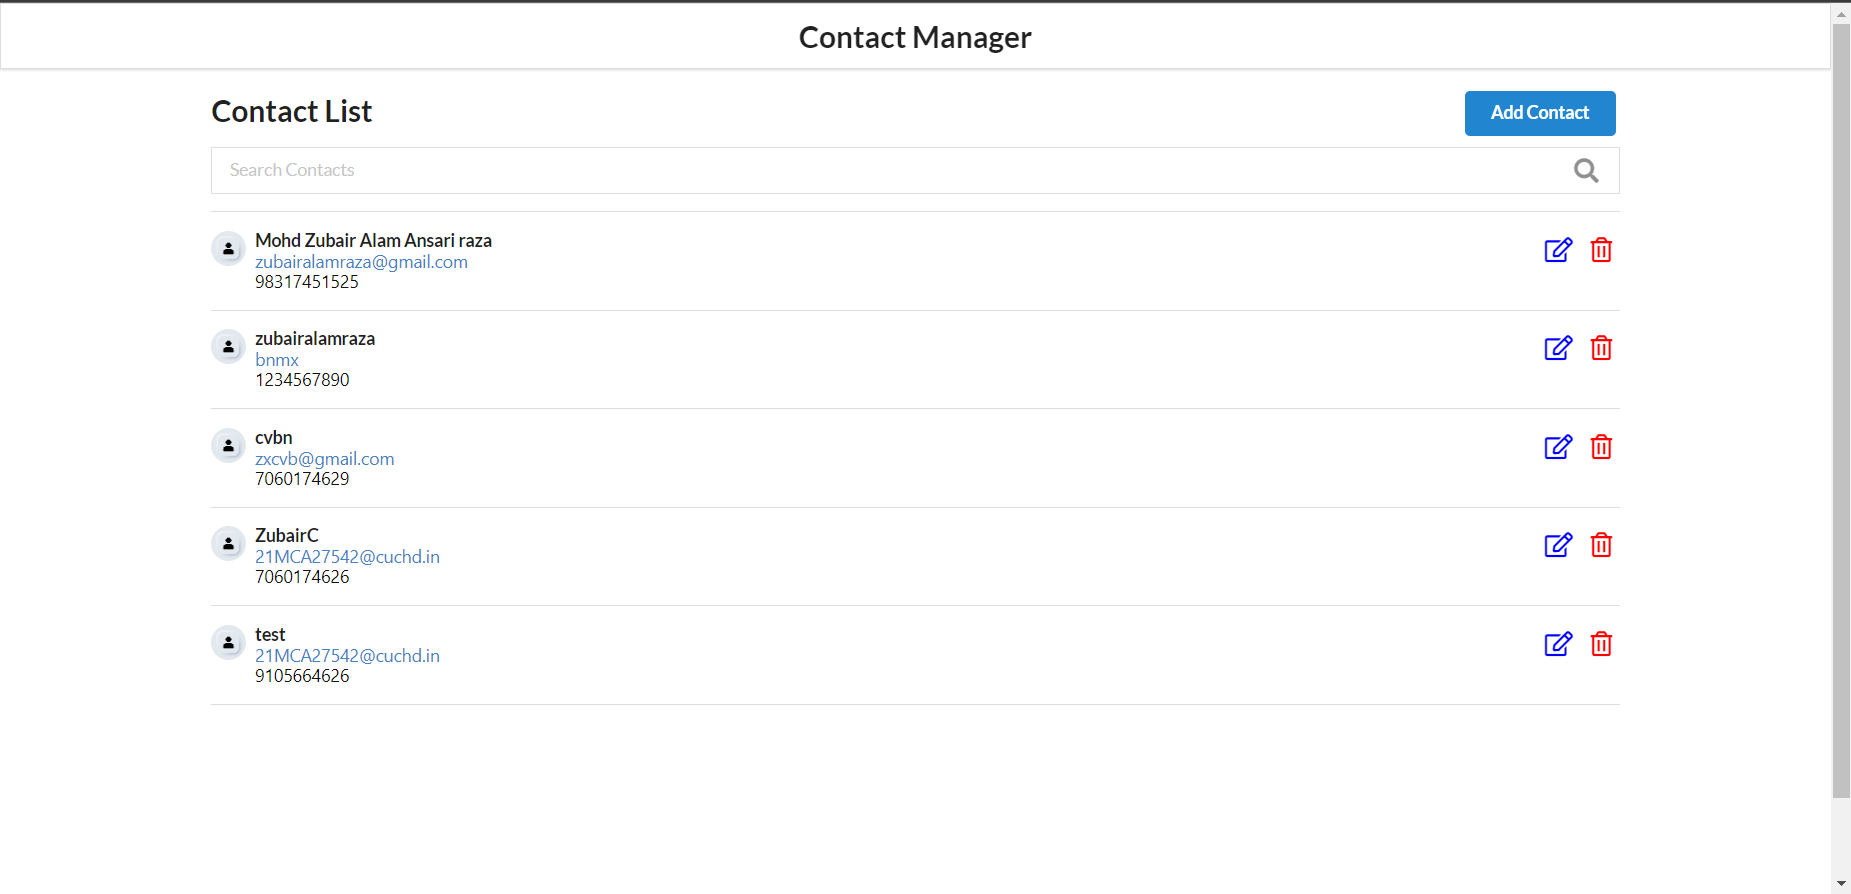 Contact Manager
Contact List
Add Contact
Search Contacts
Mohd Zubair Alam Ansari raza
zubairalamraza@gmail.com
98317451525
zubairalamraza
bnmx
1234567890
cvbn
zxcvb@gmail.com
7060174629
ZubairC
21MCA27542@cuchd.in
7060174626
test
21MCA27542@cuchd.in
9105664626